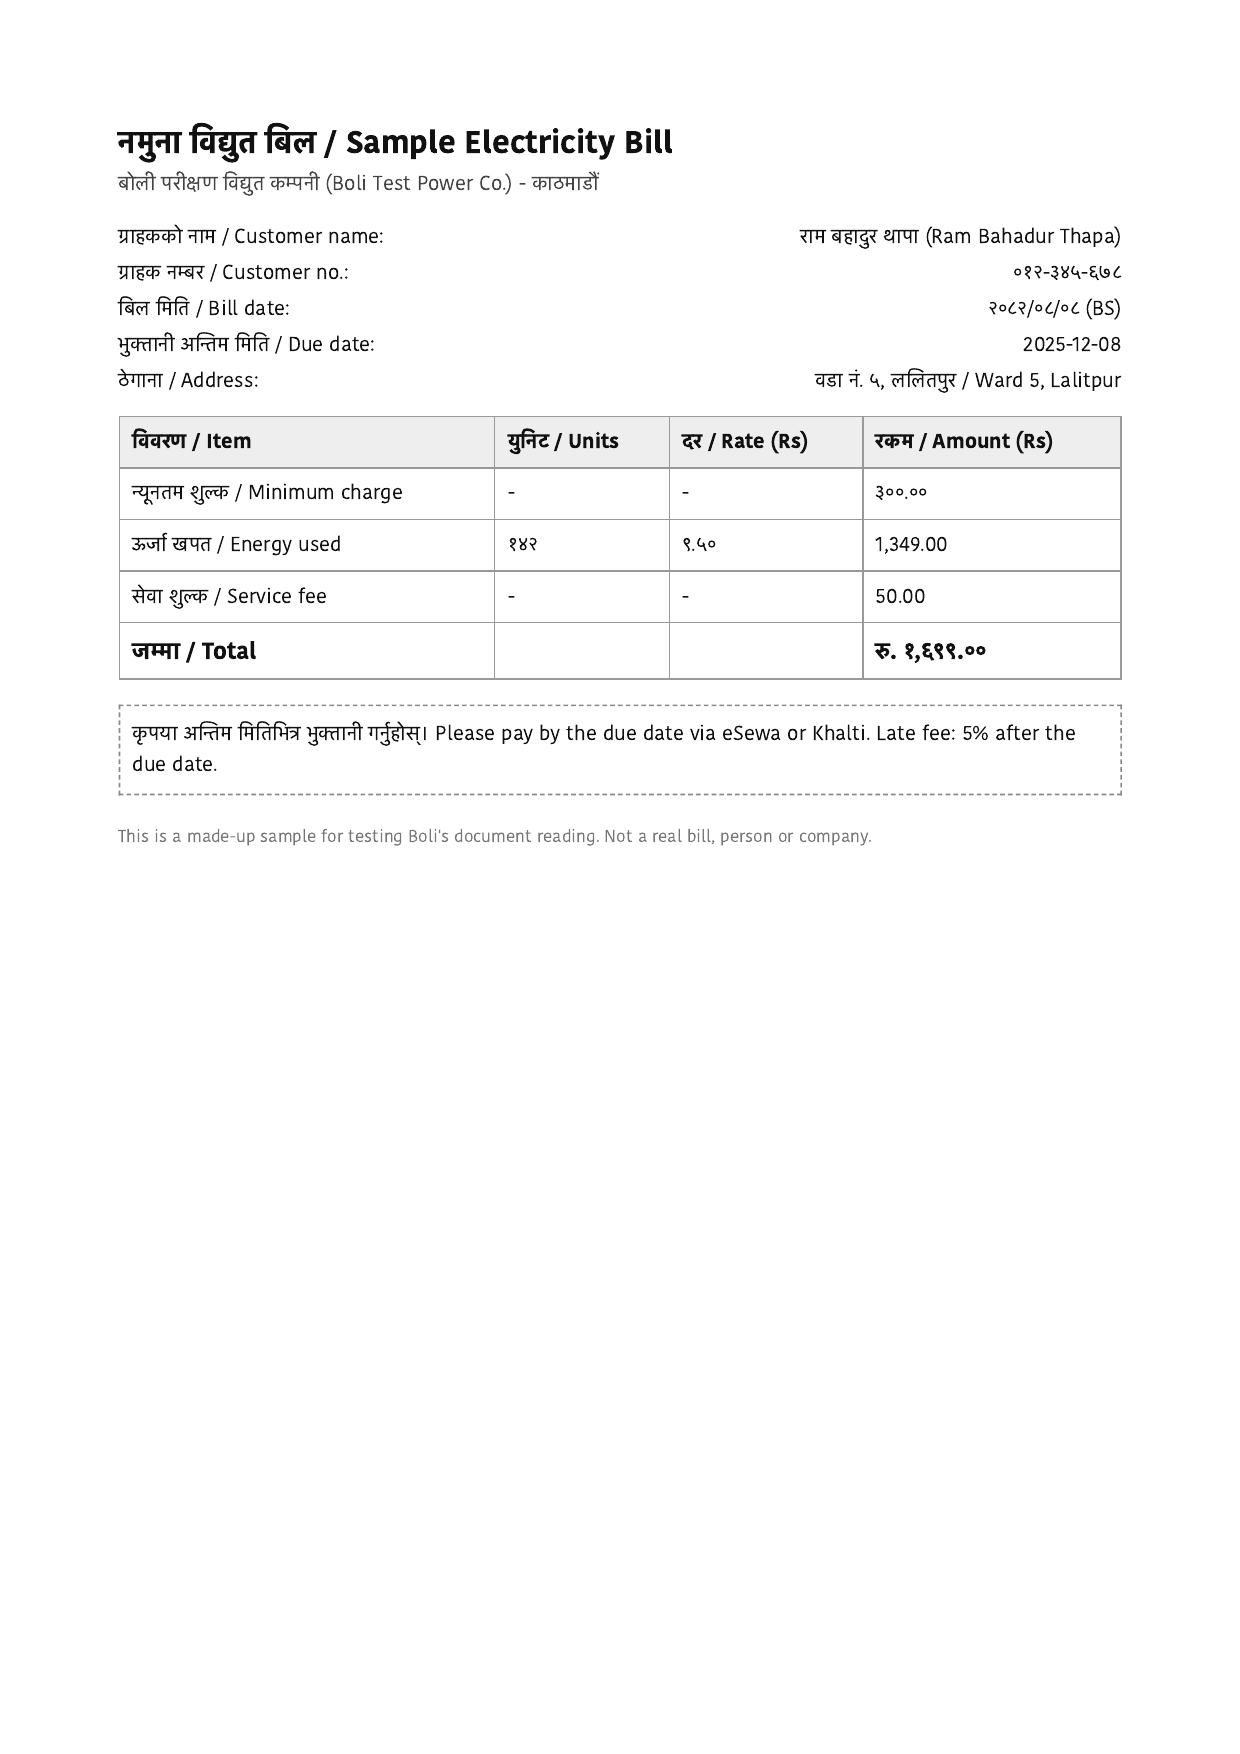 नमुना विद्युत बिल / Sample Electricity Bill
बोली परीक्षण विद्युत कम्पनी (Boli Test Power Co.) - काठमाडौं
ग्राहकको नाम / Customer name: राम बहादुर थापा (Ram Bahadur Thapa)
ग्राहक नम्बर / Customer no.: ०१२-३४५-६७८
बिल मिति / Bill date: २०८२/०८/०८ (BS)
भुक्तानी अन्तिम मिति / Due date: 2025-12-08
ठेगाना / Address: वडा नं. ५, ललितपुर / Ward 5, Lalitpur
विवरण / Item युनिट / Units दर / Rate (Rs) रकम / Amount (Rs)
न्यूनतम शुल्क / Minimum charge - - ३००.००
ऊर्जा खपत / Energy used १४२ ९.५० 1,349.00
सेवा शुल्क / Service fee - - 50.00
जम्मा / Total रु. १,६९९.००
कृपया अन्तिम मितिभित्र भुक्तानी गर्नुहोस्। Please pay by the due date via eSewa or Khalti. Late fee: 5% after the
due date.
This is a made-up sample for testing Boli's document reading. Not a real bill, person or company.